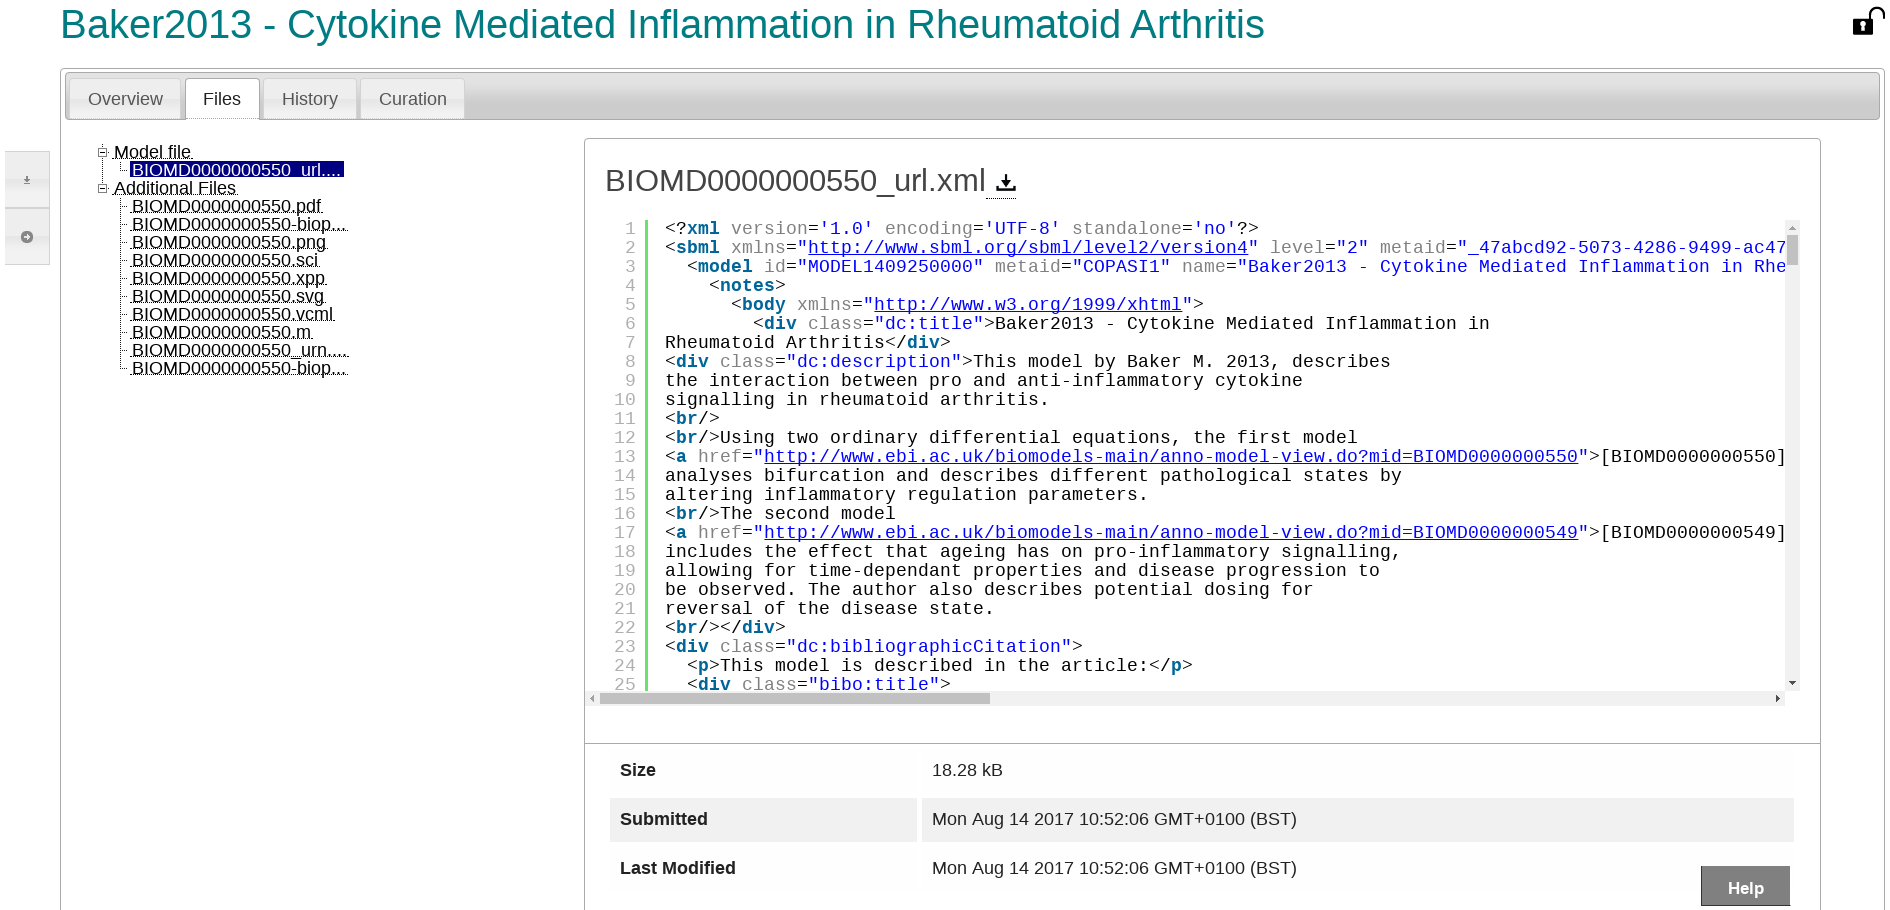 Baker2013 - Cytokine Mediated Inflammation in Rheumatoid Arthritis
Overview
Files
History
Curation
Model file
BIOMD0000000550_url....
Additional Files
BIOMD0000000550.pdf
BIOMD0000000550-biop...
BIOMD0000000550.png
BIOMD0000000550.sci
BIOMD0000000550.xpp
BIOMD0000000550.svg
BIOMD0000000550.vcml
BIOMD0000000550.m
BIOMD0000000550_urn....
BIOMD0000000550-biop...
BIOMD0000000550_url.xml
1 <?xml version='1.0' encoding='UTF-8' standalone='no'?>
2 <sbml xmlns="http://www.sbml.org/sbml/level2/version4" level="2" metaid="_47abcd92-5073-4286-9499-ac47
3 <model id="MODEL1409250000" metaid="COPASI1" name="Baker2013 - Cytokine Mediated Inflammation in Rhe
4 <notes>
5 <body xmlns="http://www.w3.org/1999/xhtml">
6 <div class="dc:title">Baker2013 - Cytokine Mediated Inflammation in
7 Rheumatoid Arthritis</div>
8 <div class="dc:description">This model by Baker M. 2013, describes
9 the interaction between pro and anti-inflammatory cytokine
10 signalling in rheumatoid arthritis.
11 <br/>
12 <br/>Using two ordinary differential equations, the first model
13 <a href="http://www.ebi.ac.uk/biomodels-main/anno-model-view.do?mid=BIOMD0000000550">[BIOMD0000000550]
14 analyses bifurcation and describes different pathological states by
15 altering inflammatory regulation parameters.
16 <br/>The second model
17 <a href="http://www.ebi.ac.uk/biomodels-main/anno-model-view.do?mid=BIOMD0000000549">[BIOMD0000000549]
18 includes the effect that ageing has on pro-inflammatory signalling,
19 allowing for time-dependant properties and disease progression to
20 be observed. The author also describes potential dosing for
21 reversal of the disease state.
22 <br/></div>
23 <div class="dc:bibliographicCitation">
24 <p>This model is described in the article:</p>
25 <div class="bibo:title">
Size 18.28 kB
Submitted Mon Aug 14 2017 10:52:06 GMT+0100 (BST)
Last Modified Mon Aug 14 2017 10:52:06 GMT+0100 (BST)
Help